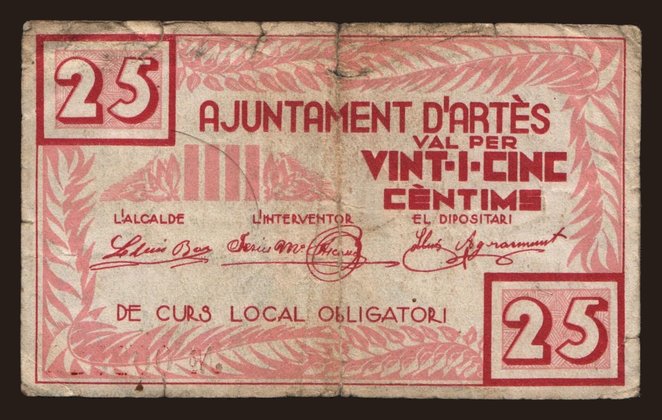 25
AJUNTAMENT D'ARTÈS
VAL PER
VINT-I-CINC
CÈNTIMS
L'ALCALDE L'INTERVENTOR EL DIPOSITARI
DE CURS LOCAL OBLIGATORI
25